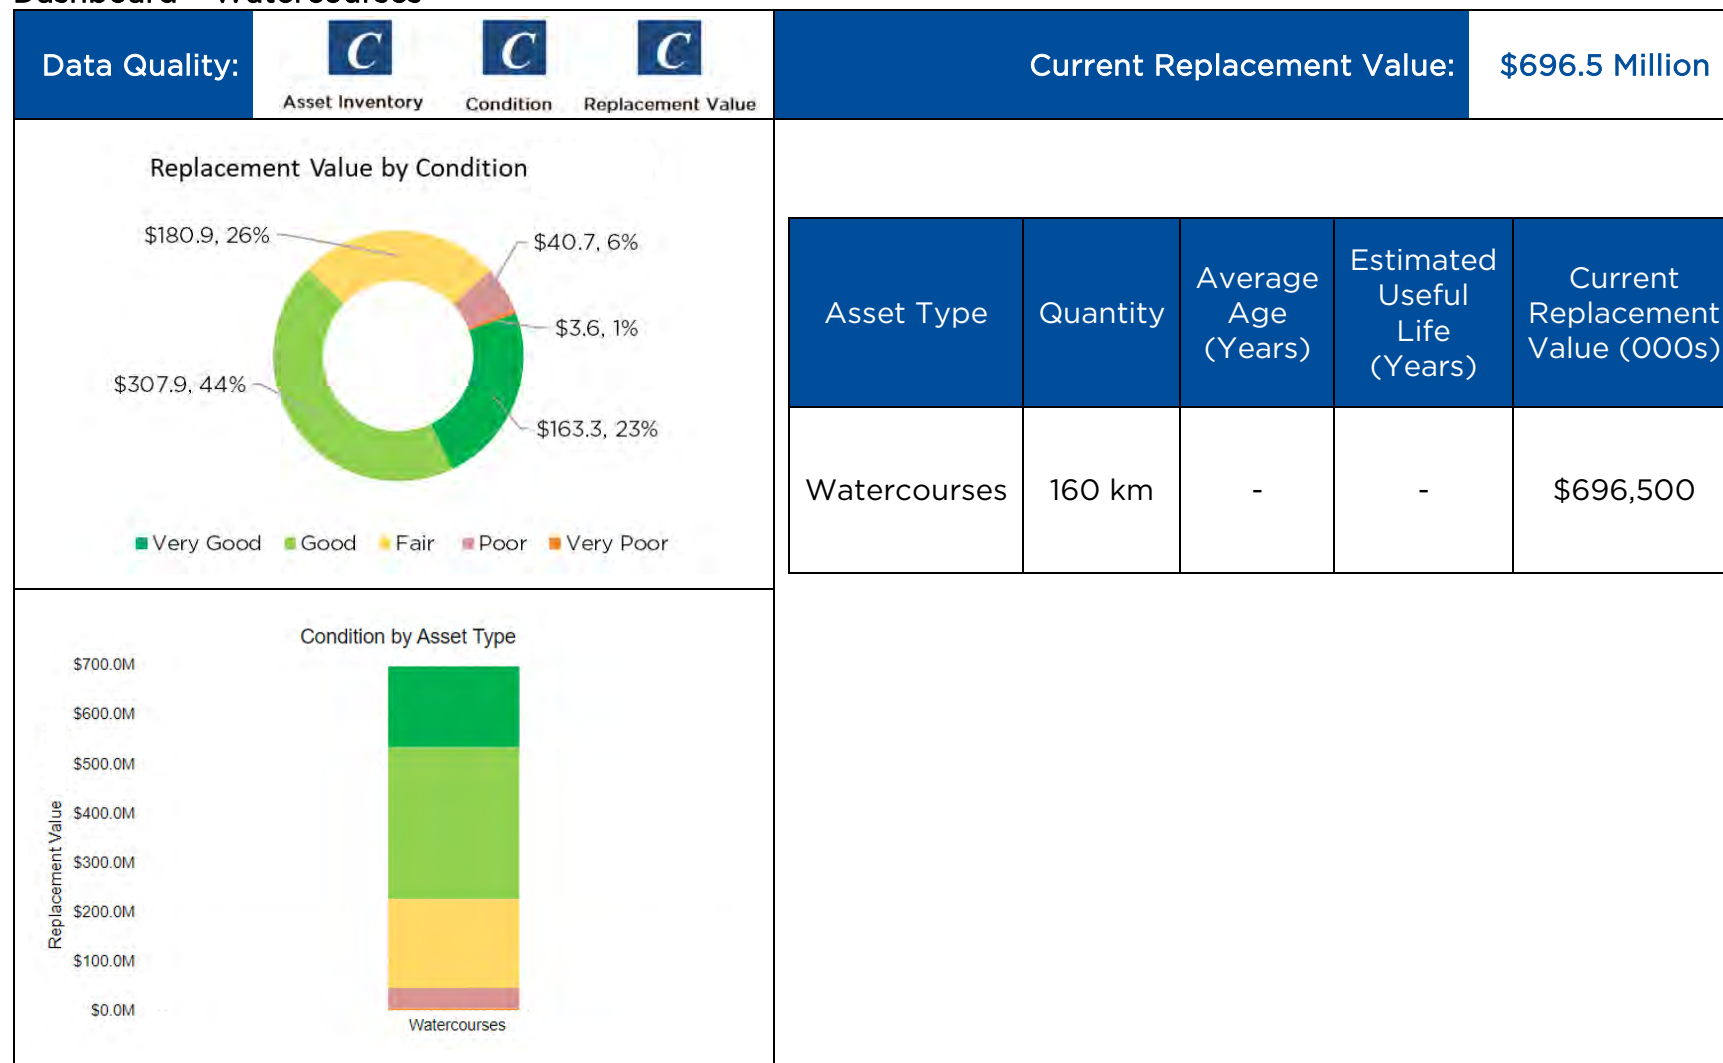 Dashboard – Watercourses
Data Quality:
C
C
C
Asset Inventory
Condition
Replacement Value
Current Replacement Value:
$696.5 Million
Replacement Value by Condition
$180.9, 26%
$40.7, 6%
$3.6, 1%
$307.9, 44%
$163.3, 23%
Very Good
Good
Fair
Poor
Very Poor
Asset Type
Quantity
Average
Age
(Years)
Estimated
Useful
Life
(Years)
Current
Replacement
Value (000s)
Watercourses
160 km
-
-
$696,500
Condition by Asset Type
Replacement Value
$700.0M
$600.0M
$500.0M
$400.0M
$300.0M
$200.0M
$100.0M
$0.0M
Watercourses